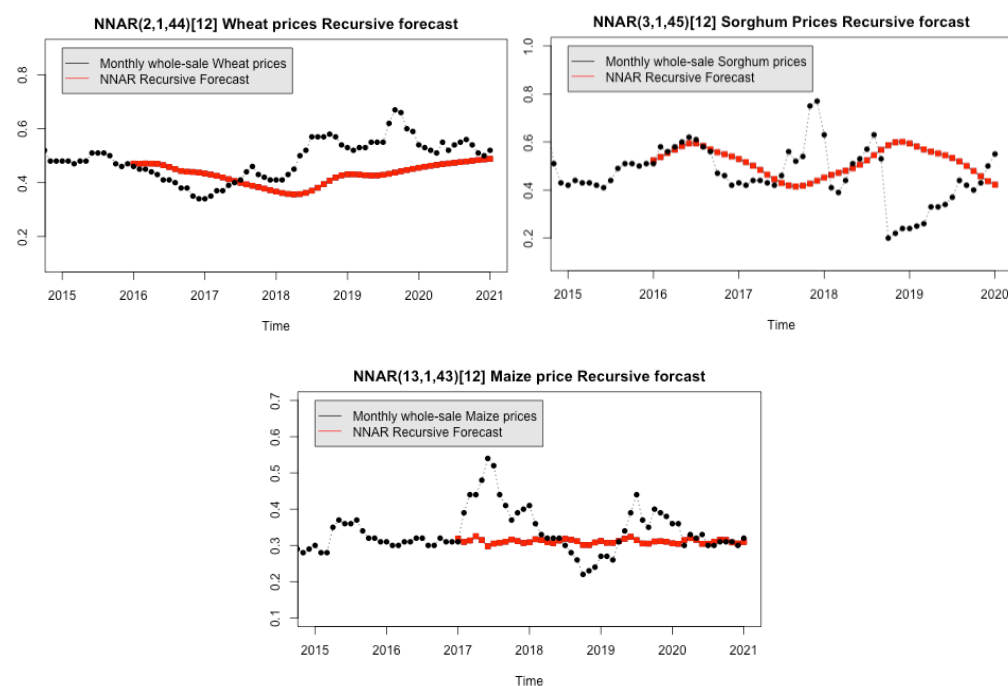 NNAR(2,1,44)[12] Wheat prices Recursive forecast
Monthly whole-sale Wheat prices
NNAR Recursive Forecast
0.8
0.6
0.4
0.2
2015 2016 2017 2018 2019 2020 2021
Time
NNAR(3,1,45)[12] Sorghum Prices Recursive forcast
Monthly whole-sale Sorghum prices
NNAR Recursive Forecast
1.0
0.8
0.6
0.4
0.2
2015 2016 2017 2018 2019 2020
Time
NNAR(13,1,43)[12] Maize price Recursive forcast
Monthly whole-sale Maize prices
NNAR Recursive Forecast
0.7
0.6
0.5
0.4
0.3
0.2
0.1
2015 2016 2017 2018 2019 2020 2021
Time